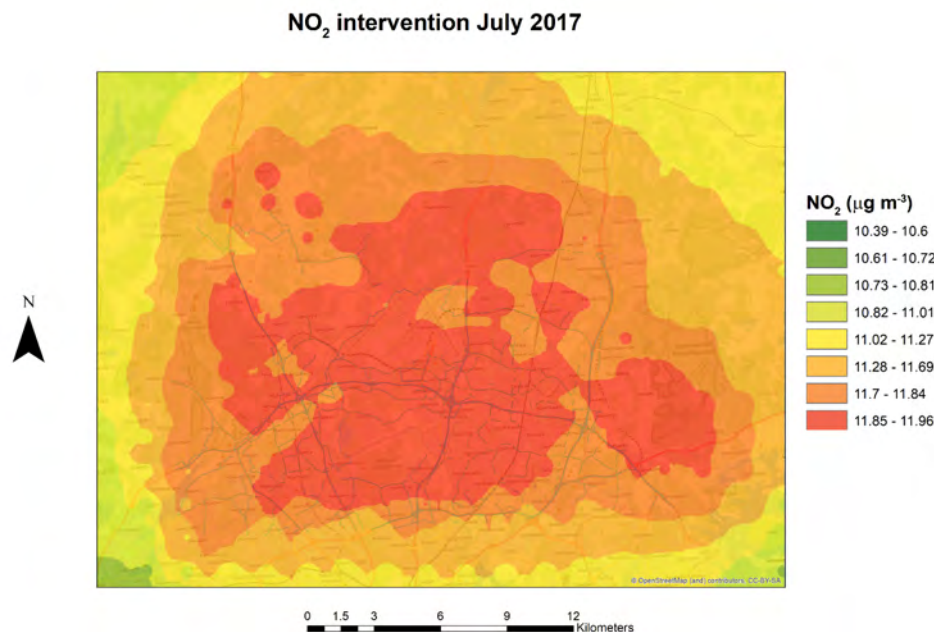 NO₂ intervention July 2017
N
NO₂ (µg m⁻³)
10.39 - 10.6
10.61 - 10.72
10.73 - 10.81
10.82 - 11.01
11.02 - 11.27
11.28 - 11.69
11.7 - 11.84
11.85 - 11.96
© OpenStreetMap (and) contributors, CC-BY-SA
0 1.5 3 6 9 12
Kilometers